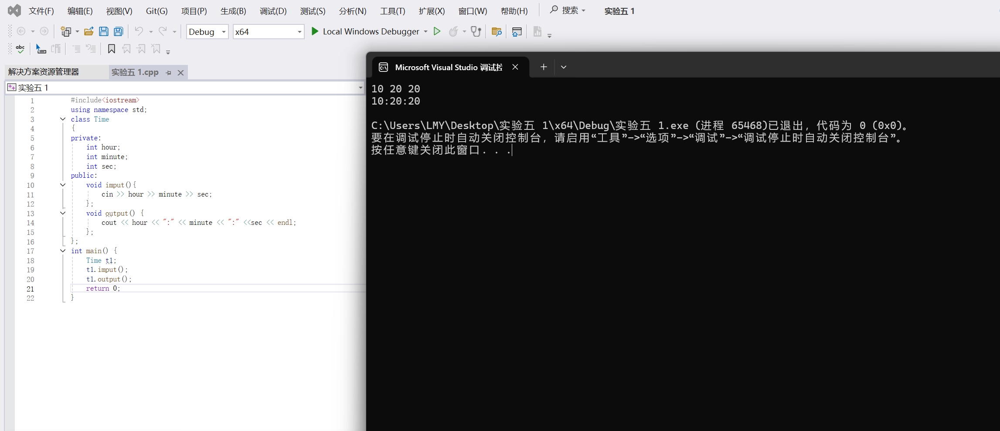 文件(F) 编辑(E) 视图(V) Git(G) 项目(P) 生成(B) 调试(D) 测试(S) 分析(N) 工具(T) 扩展(X) 窗口(W) 帮助(H) 搜索 实验五 1
Debug x64 Local Windows Debugger
abc
解决方案资源管理器 实验五 1.cpp
实验五 1
1 #include<iostream>
2 using namespace std;
3 class Time
4 {
5 private:
6 int hour;
7 int minute;
8 int sec;
9 public:
10 void imput(){
11 cin >> hour >> minute >> sec;
12 };
13 void output() {
14 cout << hour << ":" << minute << ":" <<sec << endl;
15 };
16 };
17 int main() {
18 Time t1;
19 t1.imput();
20 t1.output();
21 return 0;
22 }
Microsoft Visual Studio 调试控
10 20 20
10:20:20
C:\Users\LMY\Desktop\实验五 1\x64\Debug\实验五 1.exe (进程 65468)已退出，代码为 0 (0x0)。
要在调试停止时自动关闭控制台，请启用“工具”->“选项”->“调试”->“调试停止时自动关闭控制台”。
按任意键关闭此窗口. . .